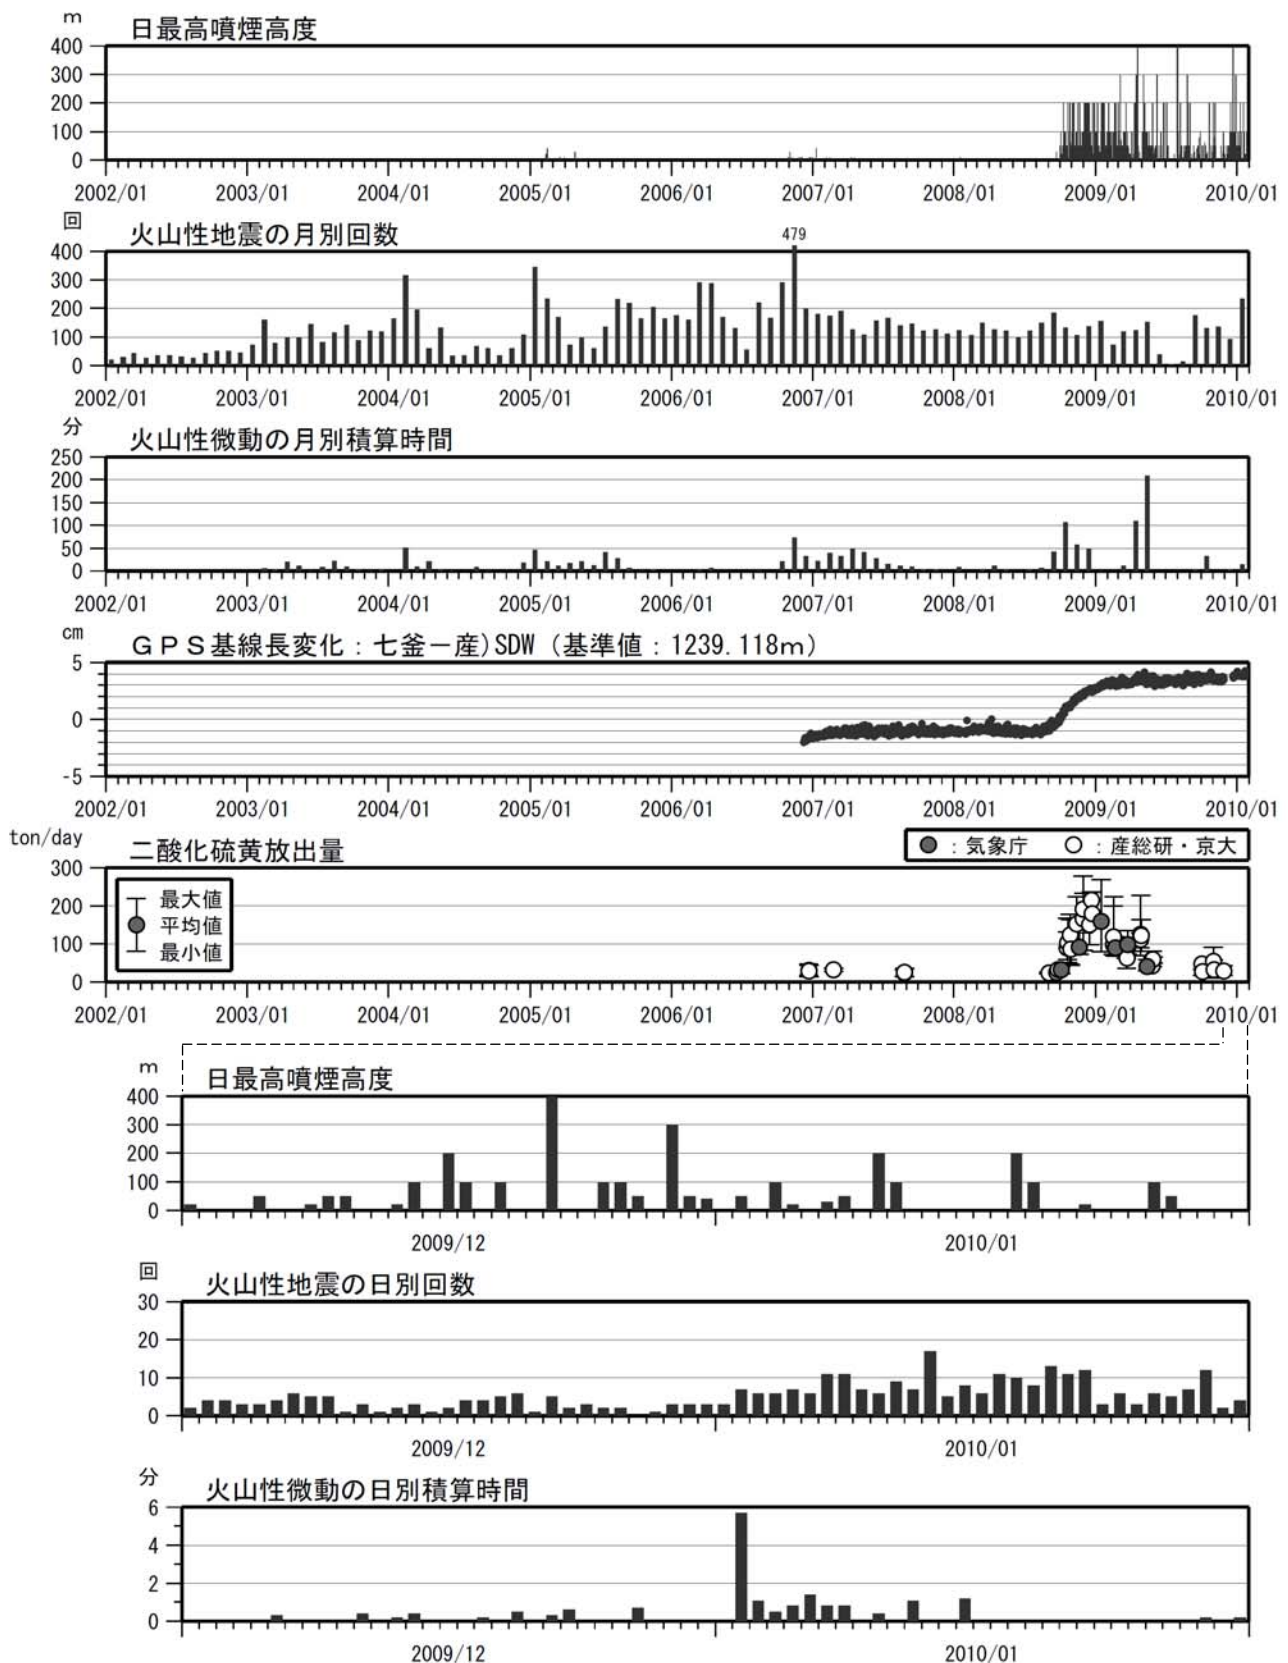 m
日最高噴煙高度
400
300
200
100
0
2002/01 2003/01 2004/01 2005/01 2006/01 2007/01 2008/01 2009/01 2010/01
回
火山性地震の月別回数
479
400
300
200
100
0
2002/01 2003/01 2004/01 2005/01 2006/01 2007/01 2008/01 2009/01 2010/01
分
火山性微動の月別積算時間
250
200
150
100
50
0
2002/01 2003/01 2004/01 2005/01 2006/01 2007/01 2008/01 2009/01 2010/01
cm
GPS基線長変化：七釜－産)SDW（基準値：1239.118m）
5
0
-5
2002/01 2003/01 2004/01 2005/01 2006/01 2007/01 2008/01 2009/01 2010/01
ton/day
二酸化硫黄放出量
：気象庁 ：産総研・京大
300
200
100
0
最大値
平均値
最小値
2002/01 2003/01 2004/01 2005/01 2006/01 2007/01 2008/01 2009/01 2010/01
m
日最高噴煙高度
400
300
200
100
0
2009/12 2010/01
回
火山性地震の日別回数
30
20
10
0
2009/12 2010/01
分
火山性微動の日別積算時間
6
4
2
0
2009/12 2010/01